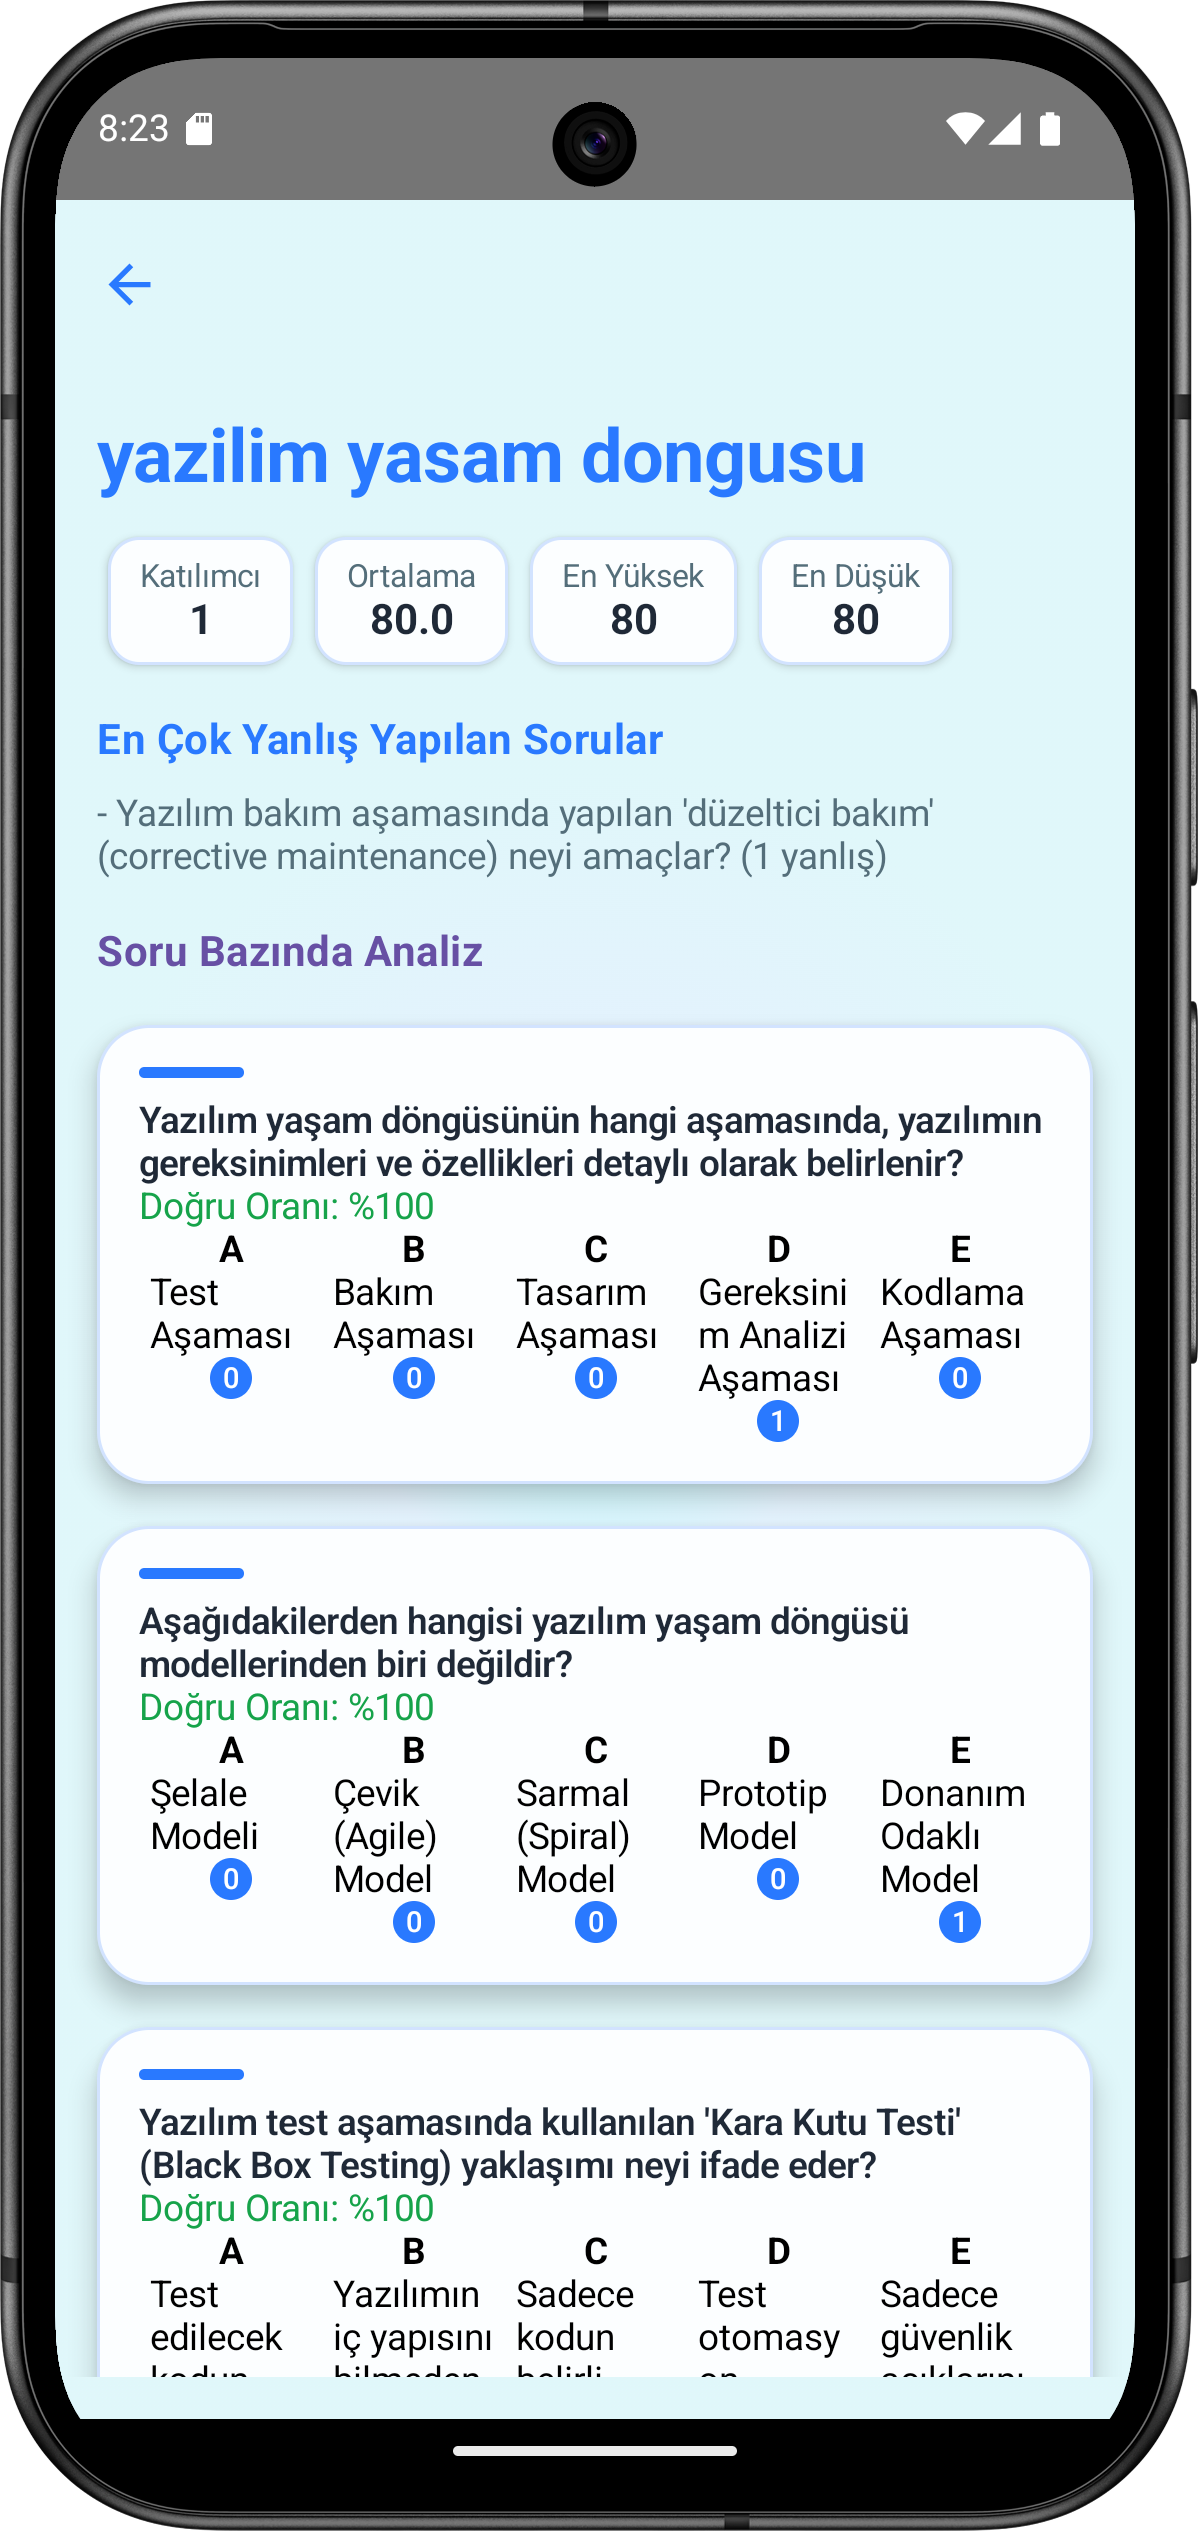 8:23
yazilim yasam dongusu
Katılımcı
1
Ortalama
80.0
En Yüksek
80
En Düşük
80
En Çok Yanlış Yapılan Sorular
- Yazılım bakım aşamasında yapılan 'düzeltici bakım'
(corrective maintenance) neyi amaçlar? (1 yanlış)
Soru Bazında Analiz
Yazılım yaşam döngüsünün hangi aşamasında, yazılımın
gereksinimleri ve özellikleri detaylı olarak belirlenir?
Doğru Oranı: %100
A
Test
Aşaması
0
B
Bakım
Aşaması
0
C
Tasarım
Aşaması
0
D
Gereksini
m Analizi
Aşaması
1
E
Kodlama
Aşaması
0
Aşağıdakilerden hangisi yazılım yaşam döngüsü
modellerinden biri değildir?
Doğru Oranı: %100
A
Şelale
Modeli
0
B
Çevik
(Agile)
Model
0
C
Sarmal
(Spiral)
Model
0
D
Prototip
Model
0
E
Donanım
Odaklı
Model
1
Yazılım test aşamasında kullanılan 'Kara Kutu Testi'
(Black Box Testing) yaklaşımı neyi ifade eder?
Doğru Oranı: %100
A
Test
edilecek
B
Yazılımın
iç yapısını
C
Sadece
kodun
D
Test
otomasy
E
Sadece
güvenlik